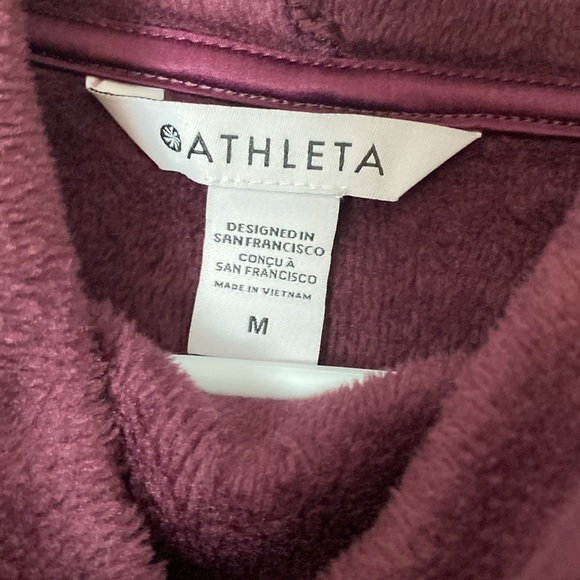 ATHLETA
DESIGNED IN
SAN FRANCISCO
CONÇU À
SAN FRANCISCO
MADE IN VIETNAM
M